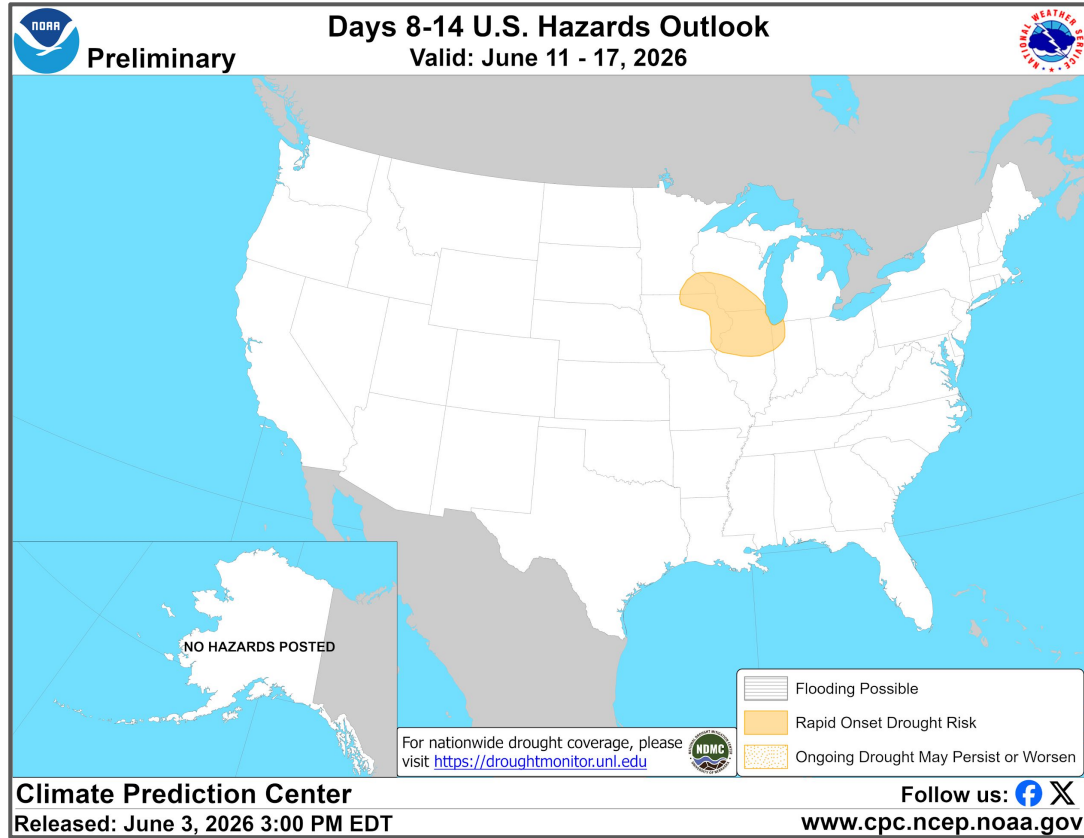 NOAA
Preliminary
Days 8-14 U.S. Hazards Outlook
Valid: June 11 - 17, 2026
NATIONAL WEATHER SERVICE
NO HAZARDS POSTED
For nationwide drought coverage, please
visit https://droughtmonitor.unl.edu
NDMC
Flooding Possible
Rapid Onset Drought Risk
Ongoing Drought May Persist or Worsen
Climate Prediction Center
Follow us:
Released: June 3, 2026 3:00 PM EDT
www.cpc.ncep.noaa.gov